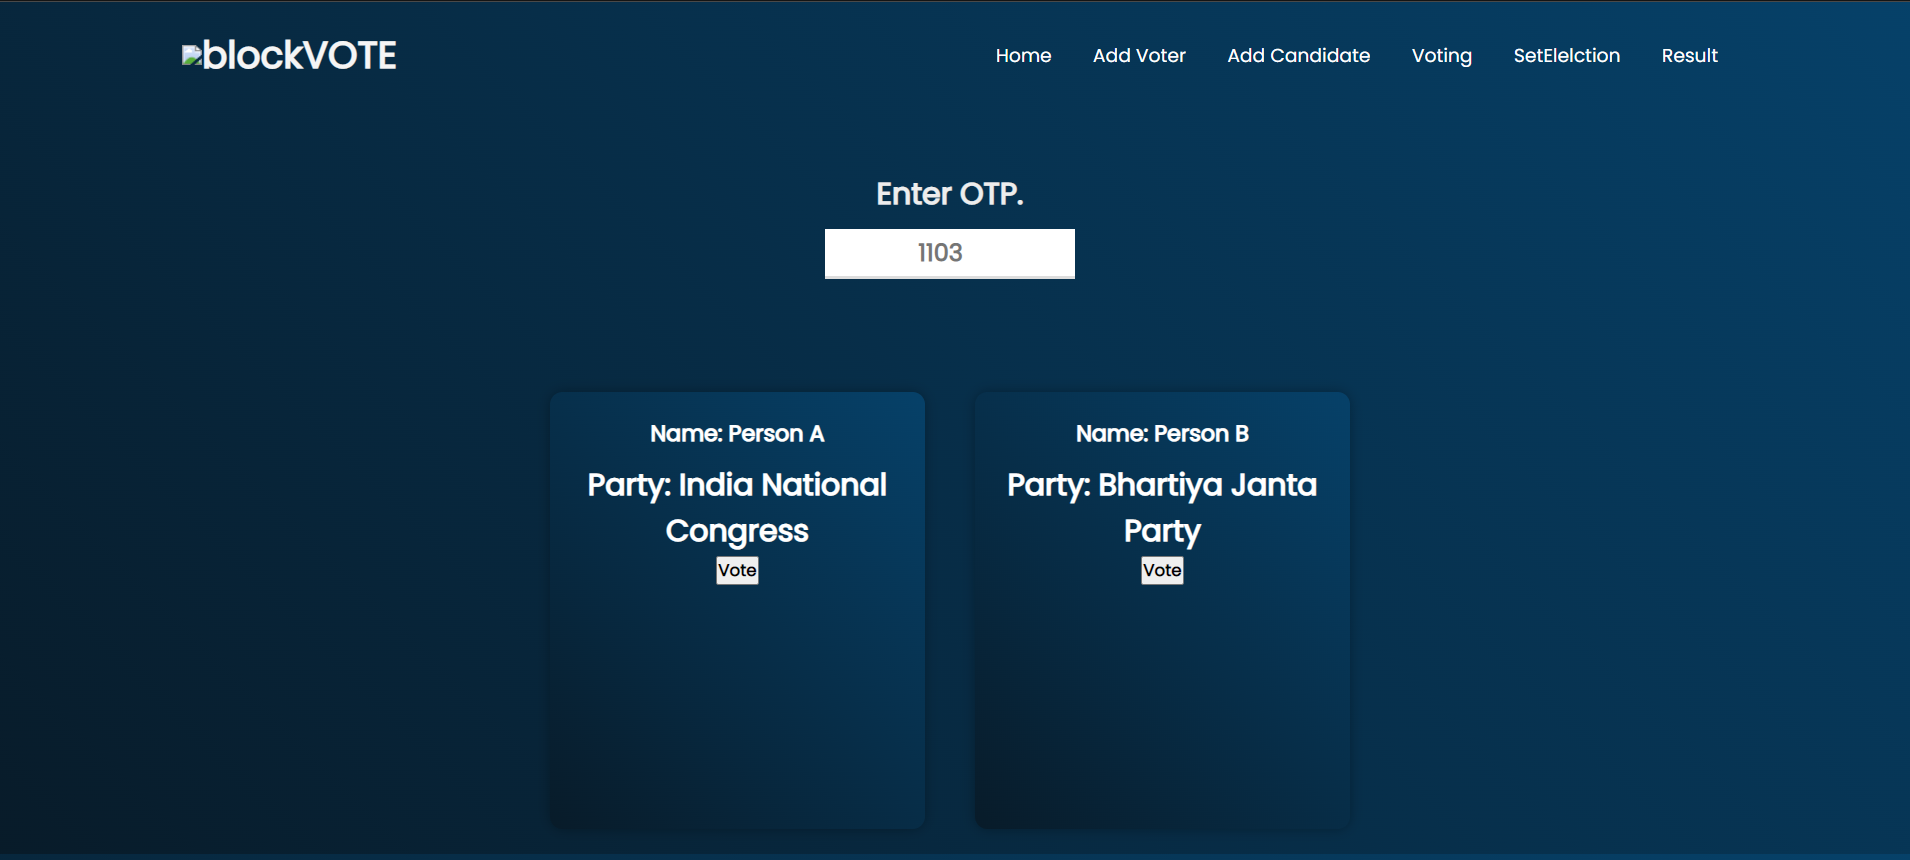 blockVOTE
Home Add Voter Add Candidate Voting SetElelction Result
Enter OTP.
1103
Name: Person A
Party: India National
Congress
Vote
Name: Person B
Party: Bhartiya Janta
Party
Vote